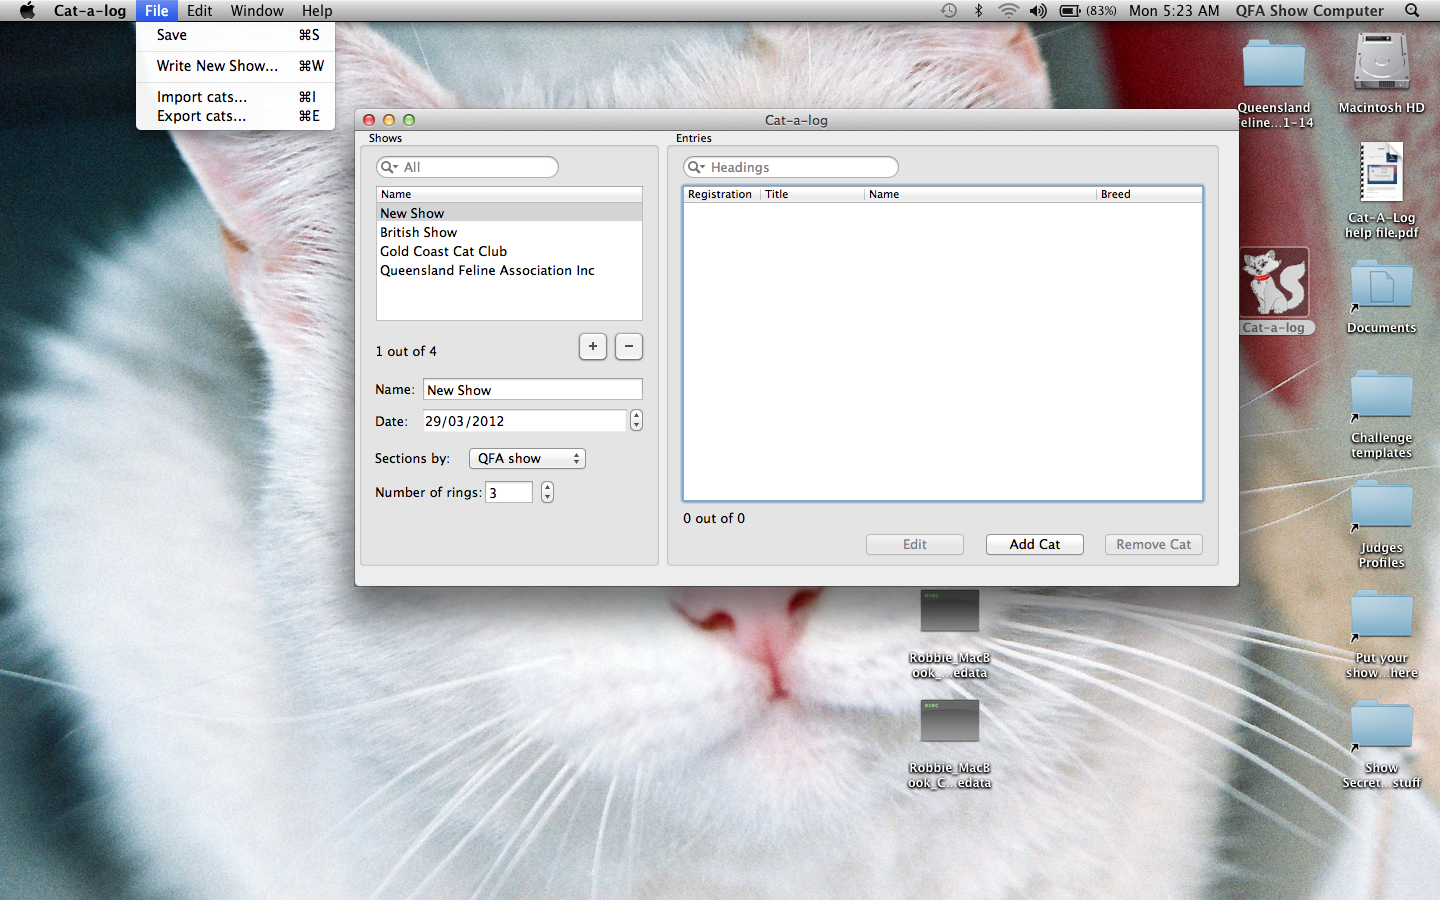 Cat-a-log File Edit Window Help (83%) Mon 5:23 AM QFA Show Computer
Save ⌘S
Write New Show... ⌘W
Import cats... ⌘I
Export cats... ⌘E
Cat-a-log
Shows
All
Name
New Show
British Show
Gold Coast Cat Club
Queensland Feline Association Inc
1 out of 4
+ −
Name: New Show
Date: 29/03/2012
Sections by: QFA show
Number of rings: 3
Entries
Headings
Registration Title Name Breed
0 out of 0
Edit Add Cat Remove Cat
Queensland
Feline...1-14
Macintosh HD
Cat-A-Log
help file.pdf
Cat-a-log
Documents
Challenge
templates
Judges
Profiles
Put your
show...here
Show
Secret...stuff
Robbie_MacB
ook_...edata
Robbie_MacB
ook_C...edata